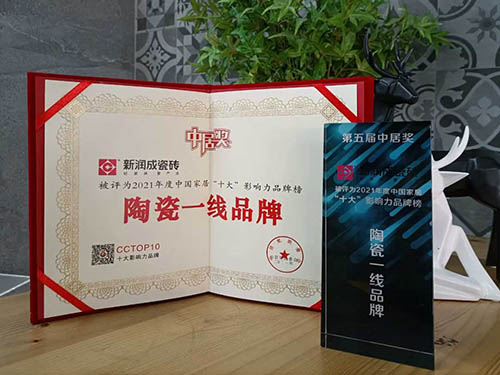 中居奖
新润成瓷砖
被评为2021年度中国家居“十大”影响力品牌榜
陶瓷一线品牌
CCTOP10
十大影响力品牌
第五届中居奖
被评为2021年度中国家居
“十大”影响力品牌榜
陶瓷一线品牌